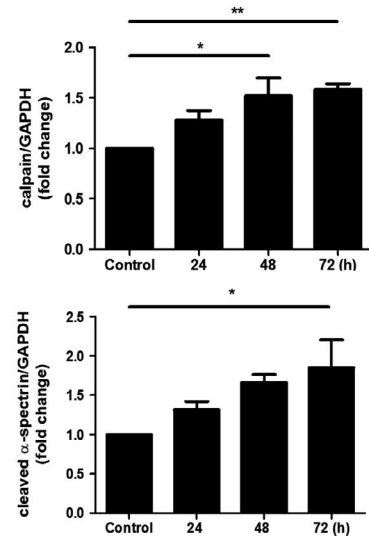 **
*
calpain/GAPDH
(fold change)
2.0
1.5
1.0
0.5
0.0
Control 24 48 72 (h)
*
cleaved α-spectrin/GAPDH
(fold change)
2.5
2.0
1.5
1.0
0.5
0.0
Control 24 48 72 (h)